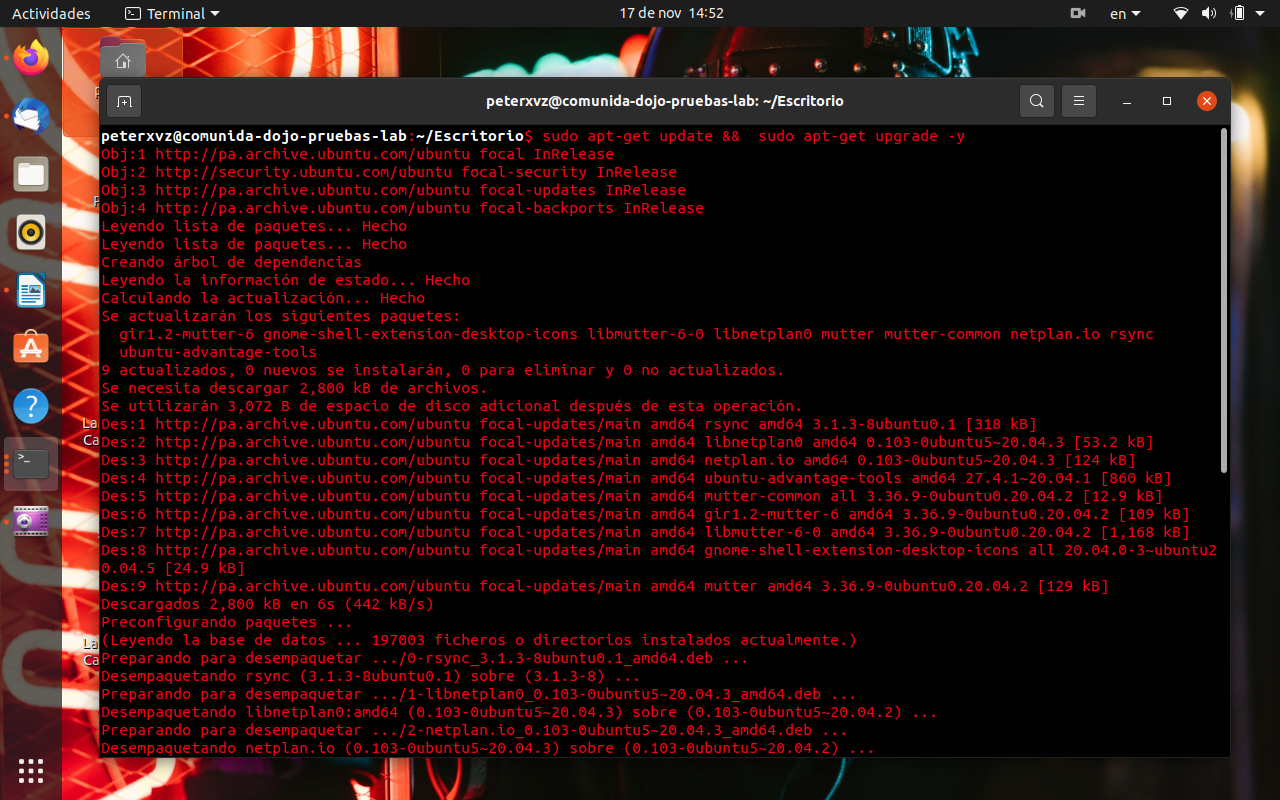 Actividades
Terminal
17 de nov 14:52
en
peterxvz@comunida-dojo-pruebas-lab: ~/Escritorio
peterxvz@comunida-dojo-pruebas-lab:~/Escritorio$ sudo apt-get update &&  sudo apt-get upgrade -y
Obj:1 http://pa.archive.ubuntu.com/ubuntu focal InRelease
Obj:2 http://security.ubuntu.com/ubuntu focal-security InRelease
Obj:3 http://pa.archive.ubuntu.com/ubuntu focal-updates InRelease
Obj:4 http://pa.archive.ubuntu.com/ubuntu focal-backports InRelease
Leyendo lista de paquetes... Hecho
Leyendo lista de paquetes... Hecho
Creando árbol de dependencias
Leyendo la información de estado... Hecho
Calculando la actualización... Hecho
Se actualizarán los siguientes paquetes:
gir1.2-mutter-6 gnome-shell-extension-desktop-icons libmutter-6-0 libnetplan0 mutter mutter-common netplan.io rsync
ubuntu-advantage-tools
9 actualizados, 0 nuevos se instalarán, 0 para eliminar y 0 no actualizados.
Se necesita descargar 2,800 kB de archivos.
Se utilizarán 3,072 B de espacio de disco adicional después de esta operación.
Des:1 http://pa.archive.ubuntu.com/ubuntu focal-updates/main amd64 rsync amd64 3.1.3-8ubuntu0.1 [318 kB]
Des:2 http://pa.archive.ubuntu.com/ubuntu focal-updates/main amd64 libnetplan0 amd64 0.103-0ubuntu5~20.04.3 [53.2 kB]
Des:3 http://pa.archive.ubuntu.com/ubuntu focal-updates/main amd64 netplan.io amd64 0.103-0ubuntu5~20.04.3 [124 kB]
Des:4 http://pa.archive.ubuntu.com/ubuntu focal-updates/main amd64 ubuntu-advantage-tools amd64 27.4.1~20.04.1 [860 kB]
Des:5 http://pa.archive.ubuntu.com/ubuntu focal-updates/main amd64 mutter-common all 3.36.9-0ubuntu0.20.04.2 [12.9 kB]
Des:6 http://pa.archive.ubuntu.com/ubuntu focal-updates/main amd64 gir1.2-mutter-6 amd64 3.36.9-0ubuntu0.20.04.2 [109 kB]
Des:7 http://pa.archive.ubuntu.com/ubuntu focal-updates/main amd64 libmutter-6-0 amd64 3.36.9-0ubuntu0.20.04.2 [1,168 kB]
Des:8 http://pa.archive.ubuntu.com/ubuntu focal-updates/main amd64 gnome-shell-extension-desktop-icons all 20.04.0-3~ubuntu2
0.04.5 [24.9 kB]
Des:9 http://pa.archive.ubuntu.com/ubuntu focal-updates/main amd64 mutter amd64 3.36.9-0ubuntu0.20.04.2 [129 kB]
Descargados 2,800 kB en 6s (442 kB/s)
Preconfigurando paquetes ...
(Leyendo la base de datos ... 197003 ficheros o directorios instalados actualmente.)
Preparando para desempaquetar .../0-rsync_3.1.3-8ubuntu0.1_amd64.deb ...
Desempaquetando rsync (3.1.3-8ubuntu0.1) sobre (3.1.3-8) ...
La
Ca
Preparando para desempaquetar .../1-libnetplan0_0.103-0ubuntu5~20.04.3_amd64.deb ...
Desempaquetando libnetplan0:amd64 (0.103-0ubuntu5~20.04.3) sobre (0.103-0ubuntu5~20.04.2) ...
Preparando para desempaquetar .../2-netplan.io_0.103-0ubuntu5~20.04.3_amd64.deb ...
Desempaquetando netplan.io (0.103-0ubuntu5~20.04.3) sobre (0.103-0ubuntu5~20.04.2) ...
La
Ca